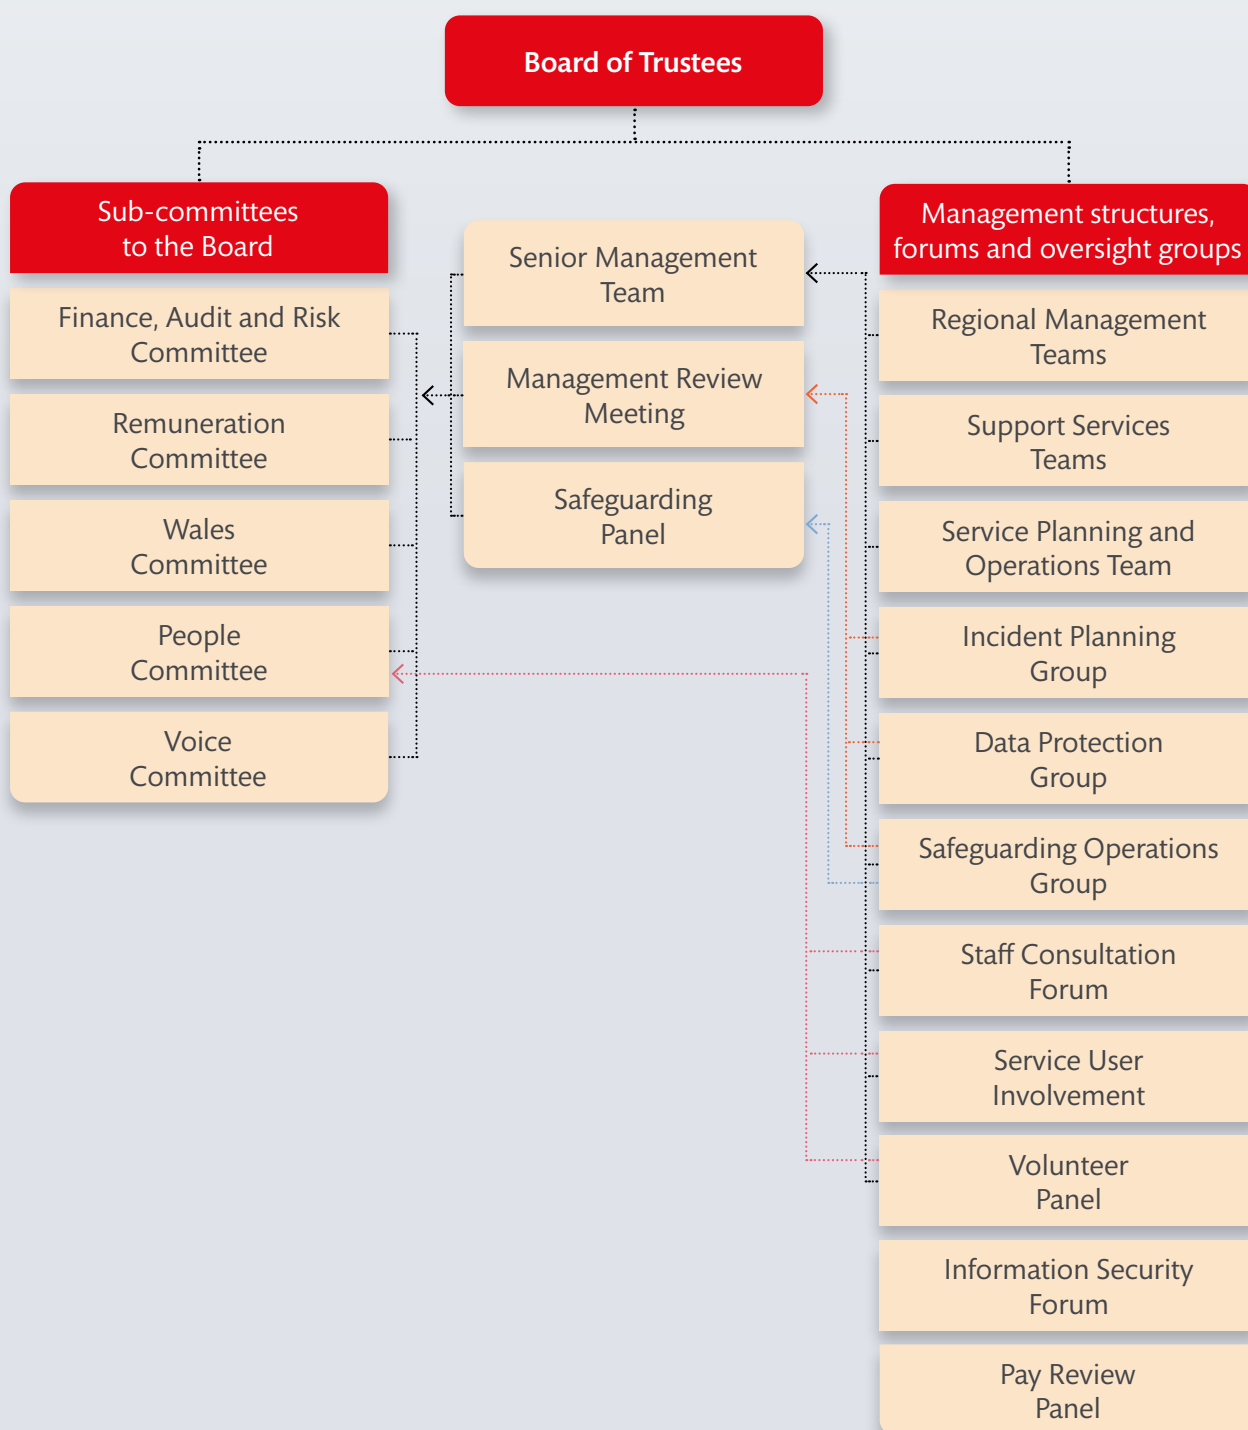 Board of Trustees
Sub-committees
to the Board
Finance, Audit and Risk
Committee
Remuneration
Committee
Wales
Committee
People
Committee
Voice
Committee
Senior Management
Team
Management Review
Meeting
Safeguarding
Panel
Management structures,
forums and oversight groups
Regional Management
Teams
Support Services
Teams
Service Planning and
Operations Team
Incident Planning
Group
Data Protection
Group
Safeguarding Operations
Group
Staff Consultation
Forum
Service User
Involvement
Volunteer
Panel
Information Security
Forum
Pay Review
Panel